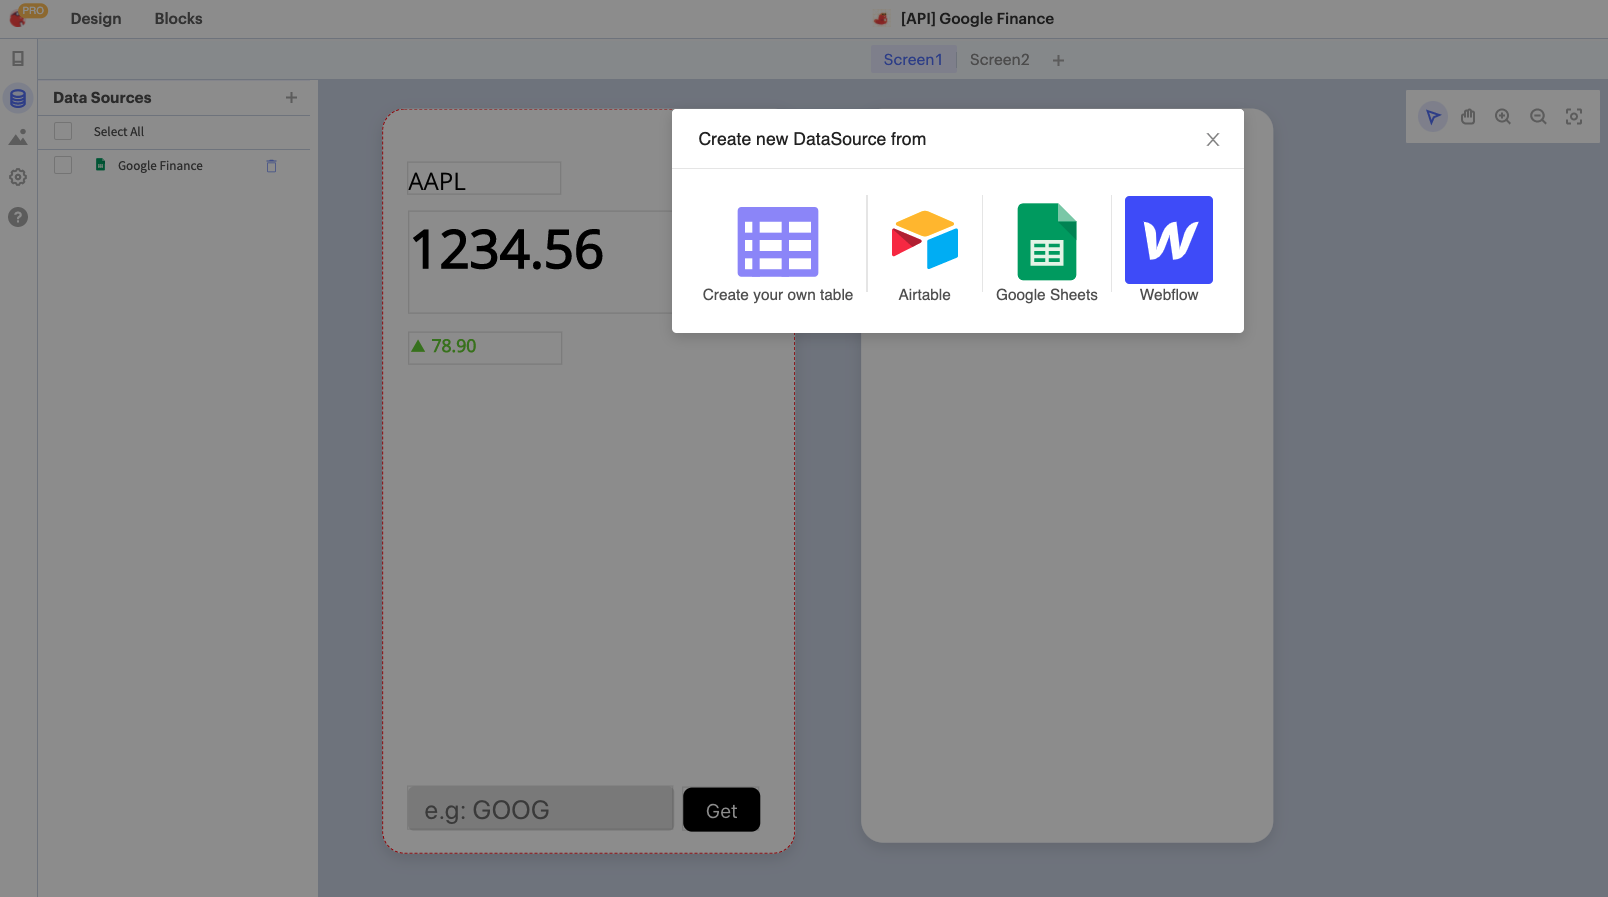 PRO
Design
Blocks
[API] Google Finance
Screen1
Screen2
+
Data Sources
+
Select All
Google Finance
?
AAPL
1234.56
▲ 78.90
e.g: GOOG
Get
Create new DataSource from
Create your own table
Airtable
Google Sheets
W
Webflow